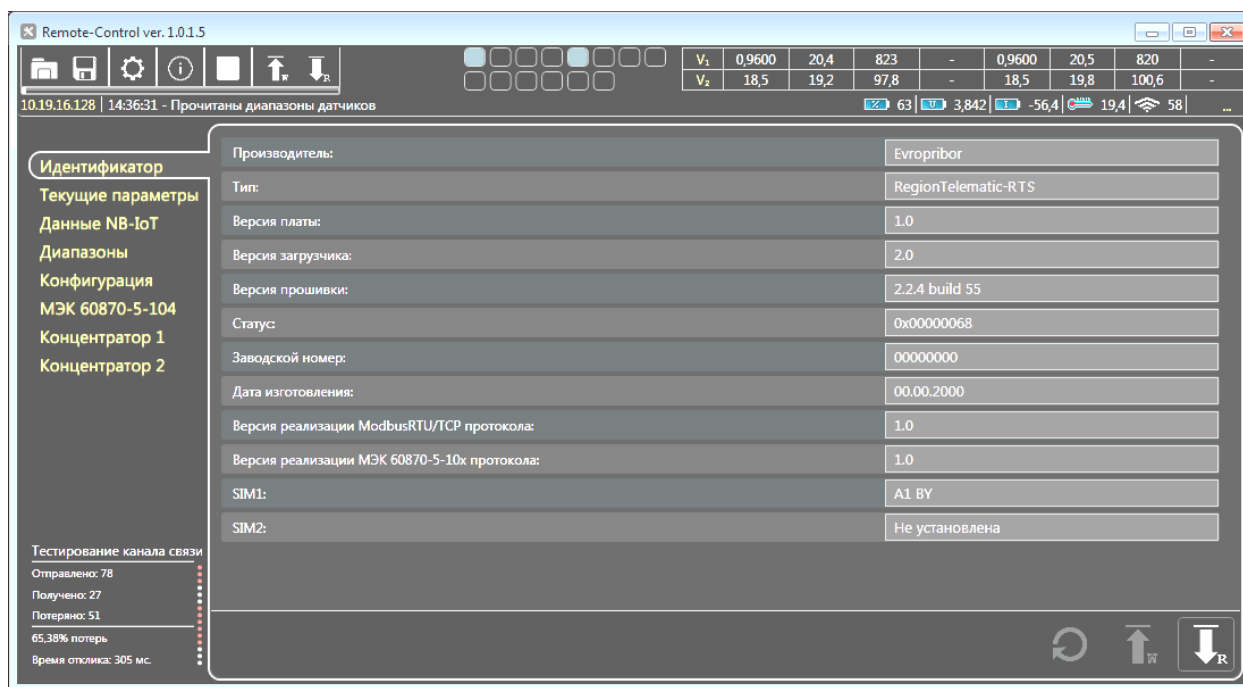 Remote-Control ver. 1.0.1.5
W R
V₁ 0,9600 20,4 823 - 0,9600 20,5 820 -
V₂ 18,5 19,2 97,8 - 18,5 19,8 100,6 -
10.19.16.128 14:36:31 - Прочитаны диапазоны датчиков
% 63 U 3,842 I -56,4 19,4 58 ...
Идентификатор
Текущие параметры
Данные NB-IoT
Диапазоны
Конфигурация
МЭК 60870-5-104
Концентратор 1
Концентратор 2
Производитель: Evropribor
Тип: RegionTelematic-RTS
Версия платы: 1.0
Версия загрузчика: 2.0
Версия прошивки: 2.2.4 build 55
Статус: 0x00000068
Заводской номер: 00000000
Дата изготовления: 00.00.2000
Версия реализации ModbusRTU/TCP протокола: 1.0
Версия реализации МЭК 60870-5-10x протокола: 1.0
SIM1: A1 BY
SIM2: Не установлена
Тестирование канала связи
Отправлено: 78
Получено: 27
Потеряно: 51
65,38% потерь
Время отклика: 305 мс.
W R